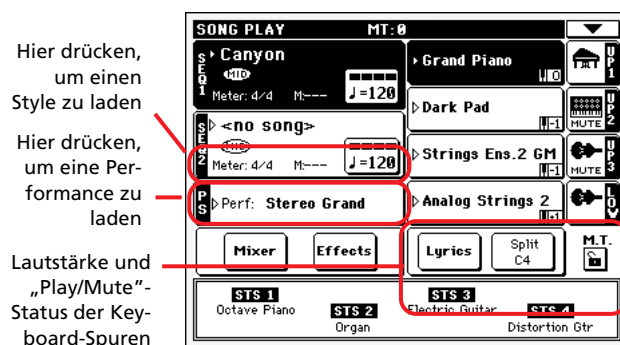 Hier drücken,
um einen
Style zu laden
Hier drücken,
um eine Per-
formance zu
laden
Lautstärke und
„Play/Mute"-
Status der Key-
board-Spuren
SONG PLAY MT:0
SEQ1
Canyon
MID
Meter: 4/4 M:--- ♩=120
SEQ2
<no song>
Meter: 4/4 M:--- ♩=120
PS
Perf: Stereo Grand
Grand Piano
0
UP1
Dark Pad
-1
MUTE
UP2
Strings Ens.2 GM
-1
MUTE
UP3
Analog Strings 2
+1
LOW
Mixer Effects Lyrics Split
C4
M.T.
STS 1
Octave Piano
STS 2
Organ
STS 3
Electric Guitar
STS 4
Distortion Gtr